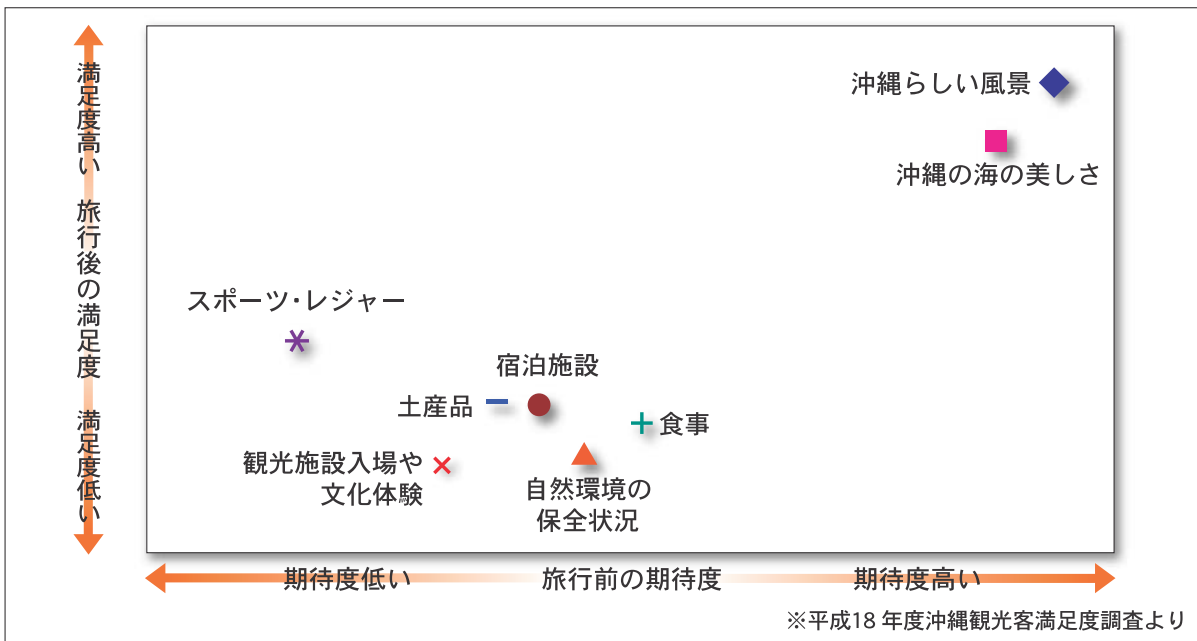 満足度高い 旅行後の満足度 満足度低い
沖縄らしい風景
沖縄の海の美しさ
スポーツ・レジャー
宿泊施設
土産品
食事
観光施設入場や
文化体験
自然環境の
保全状況
期待度低い 旅行前の期待度 期待度高い
※平成18年度沖縄観光客満足度調査より